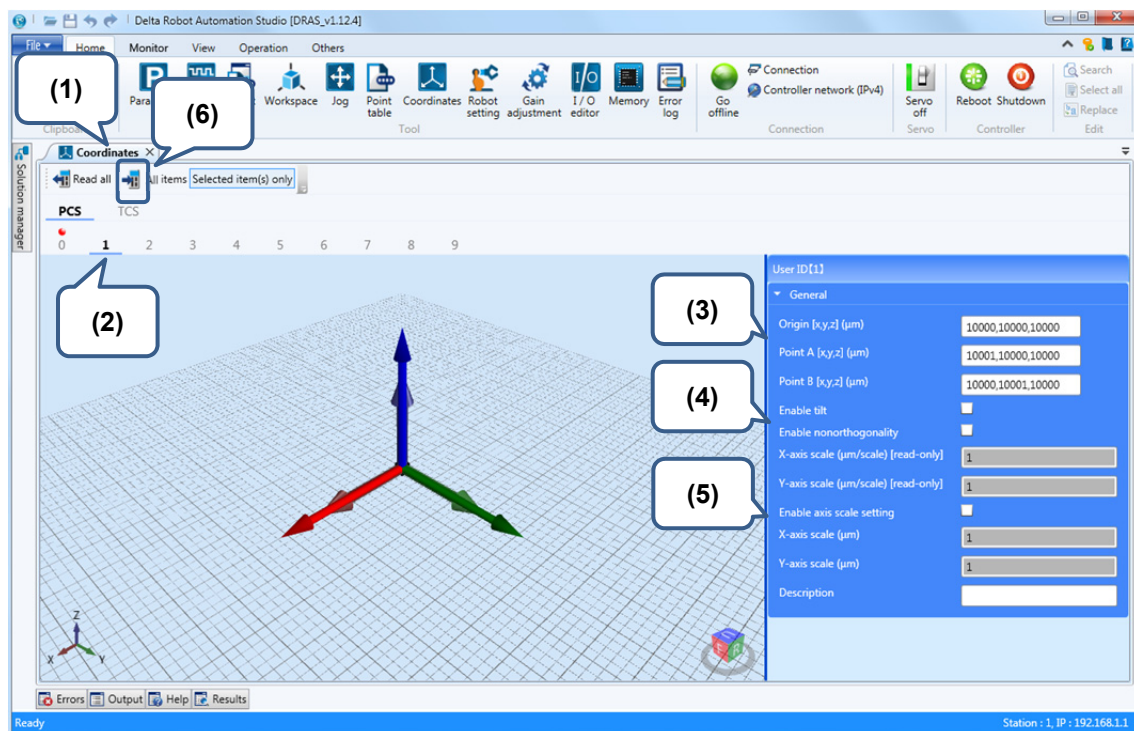 Delta Robot Automation Studio [DRAS_v1.12.4]
File Home Monitor View Operation Others
(1)
(6)
Para
Workspace
Jog
Point table
Coordinates
Robot setting
Gain adjustment
I/O
I / O editor
Memory
Error log
Tool
Go offline
Connection
Controller network (IPv4)
Connection
Servo off
Servo
Reboot Shutdown
Controller
Search
Select all
Replace
Edit
Clipboa
Solution manager
Coordinates
Read all
All items
Selected item(s) only
PCS TCS
0 1 2 3 4 5 6 7 8 9
(2)
(3)
(4)
(5)
User ID[1]
General
Origin [x,y,z] (µm) 10000,10000,10000
Point A [x,y,z] (µm) 10001,10000,10000
Point B [x,y,z] (µm) 10000,10001,10000
Enable tilt
Enable nonorthogonality
X-axis scale (µm/scale) [read-only] 1
Y-axis scale (µm/scale) [read-only] 1
Enable axis scale setting
X-axis scale (µm) 1
Y-axis scale (µm) 1
Description
Z
X Y
Errors Output Help Results
Ready
Station : 1, IP : 192.168.1.1